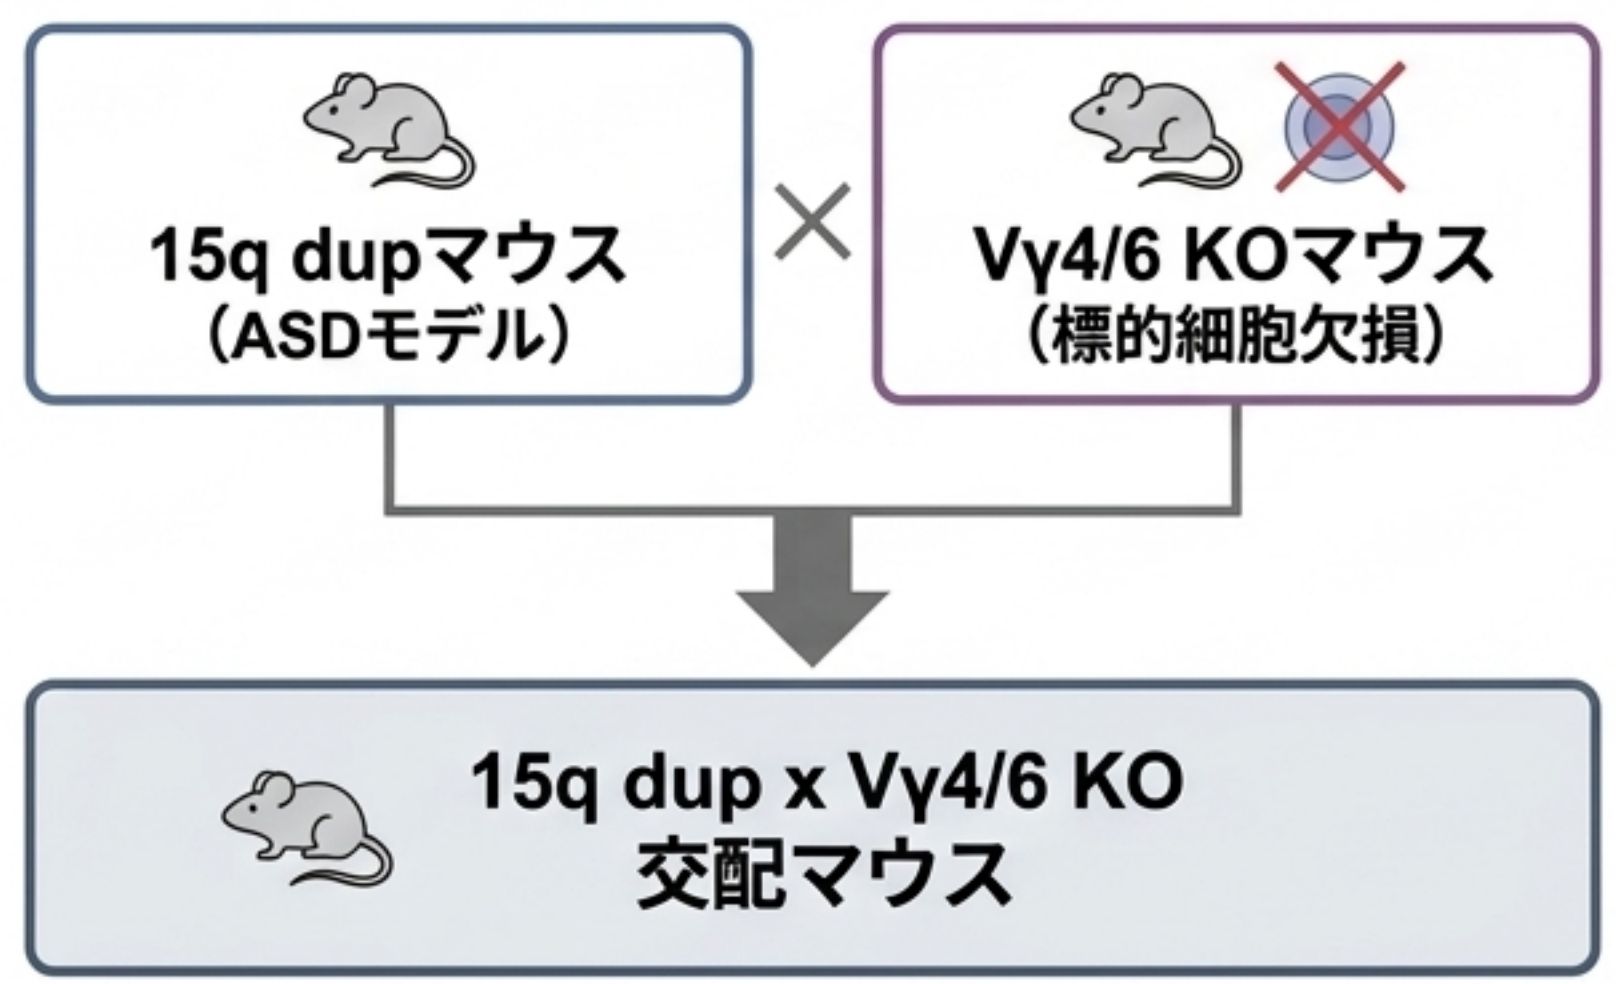 15q dupマウス
（ASDモデル）
Vγ4/6 KOマウス
（標的細胞欠損）
15q dup x Vγ4/6 KO
交配マウス